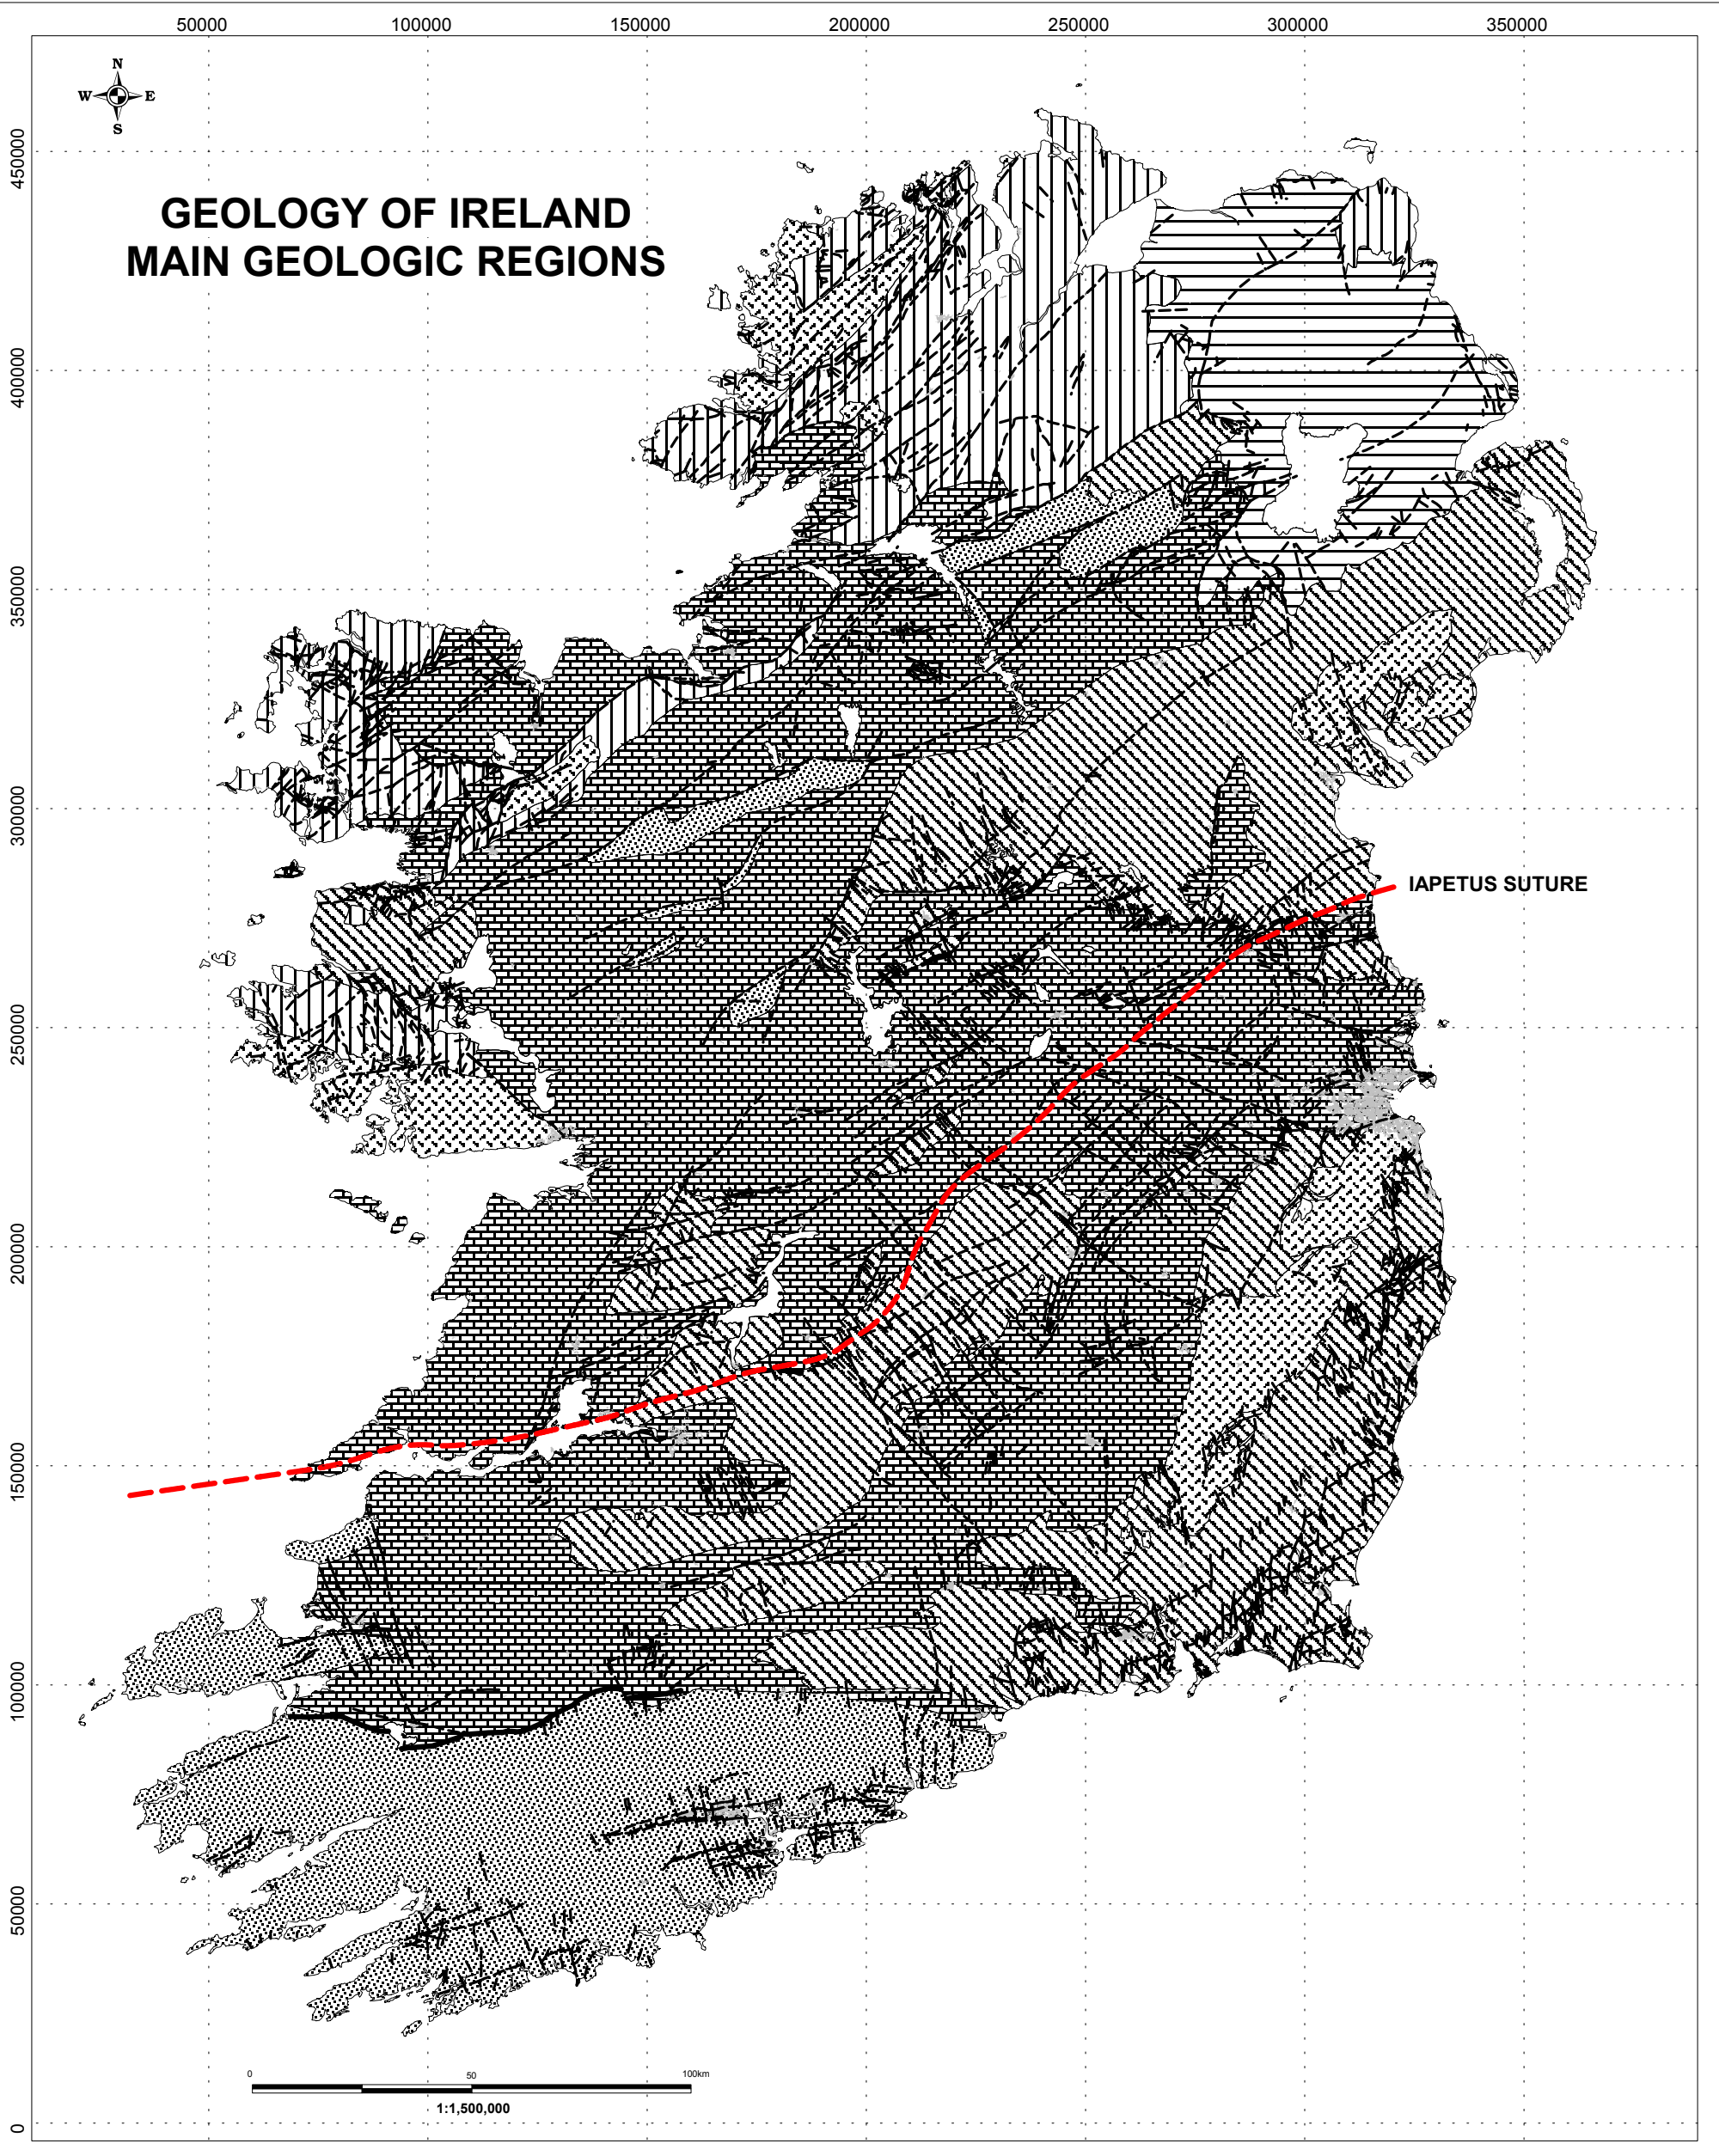 50000 100000 150000 200000 250000 300000 350000
N
W E
S
GEOLOGY OF IRELAND
MAIN GEOLOGIC REGIONS
450000
400000
350000
300000
IAPETUS SUTURE
250000
200000
150000
100000
50000
0
0 50 100km
1:1,500,000